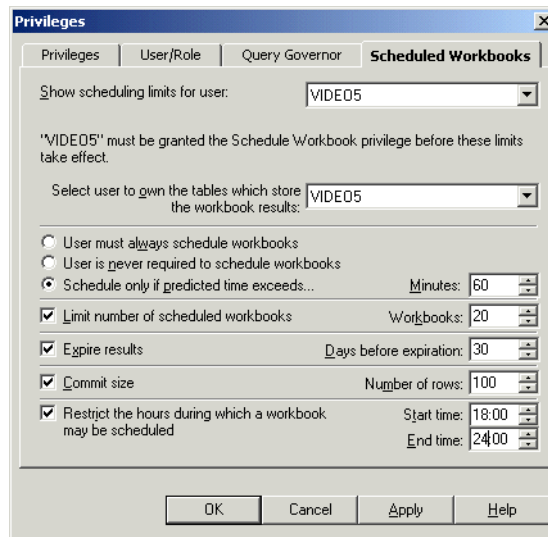 Privileges
Privileges User/Role Query Governor Scheduled Workbooks
Show scheduling limits for user: VIDEO5
"VIDEO5" must be granted the Schedule Workbook privilege before these limits
take effect.
Select user to own the tables which store
the workbook results: VIDEO5
User must always schedule workbooks
User is never required to schedule workbooks
Schedule only if predicted time exceeds... Minutes: 60
Limit number of scheduled workbooks Workbooks: 20
Expire results Days before expiration: 30
Commit size Number of rows: 100
Restrict the hours during which a workbook
may be scheduled
Start time: 18:00
End time: 24:00
OK Cancel Apply Help